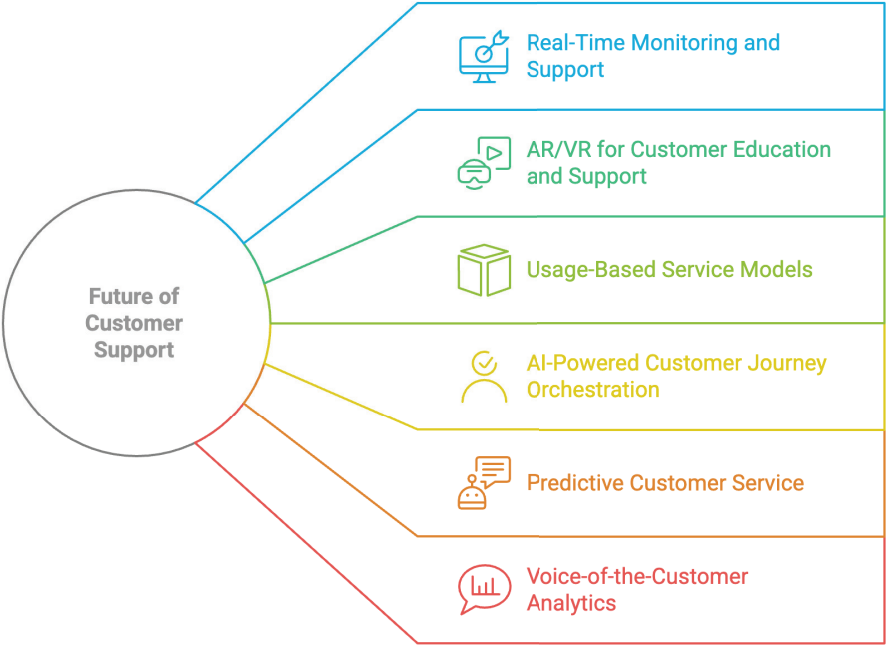 Future of
Customer
Support
Real-Time Monitoring and
Support
AR/VR for Customer Education
and Support
Usage-Based Service Models
AI-Powered Customer Journey
Orchestration
Predictive Customer Service
Voice-of-the-Customer
Analytics